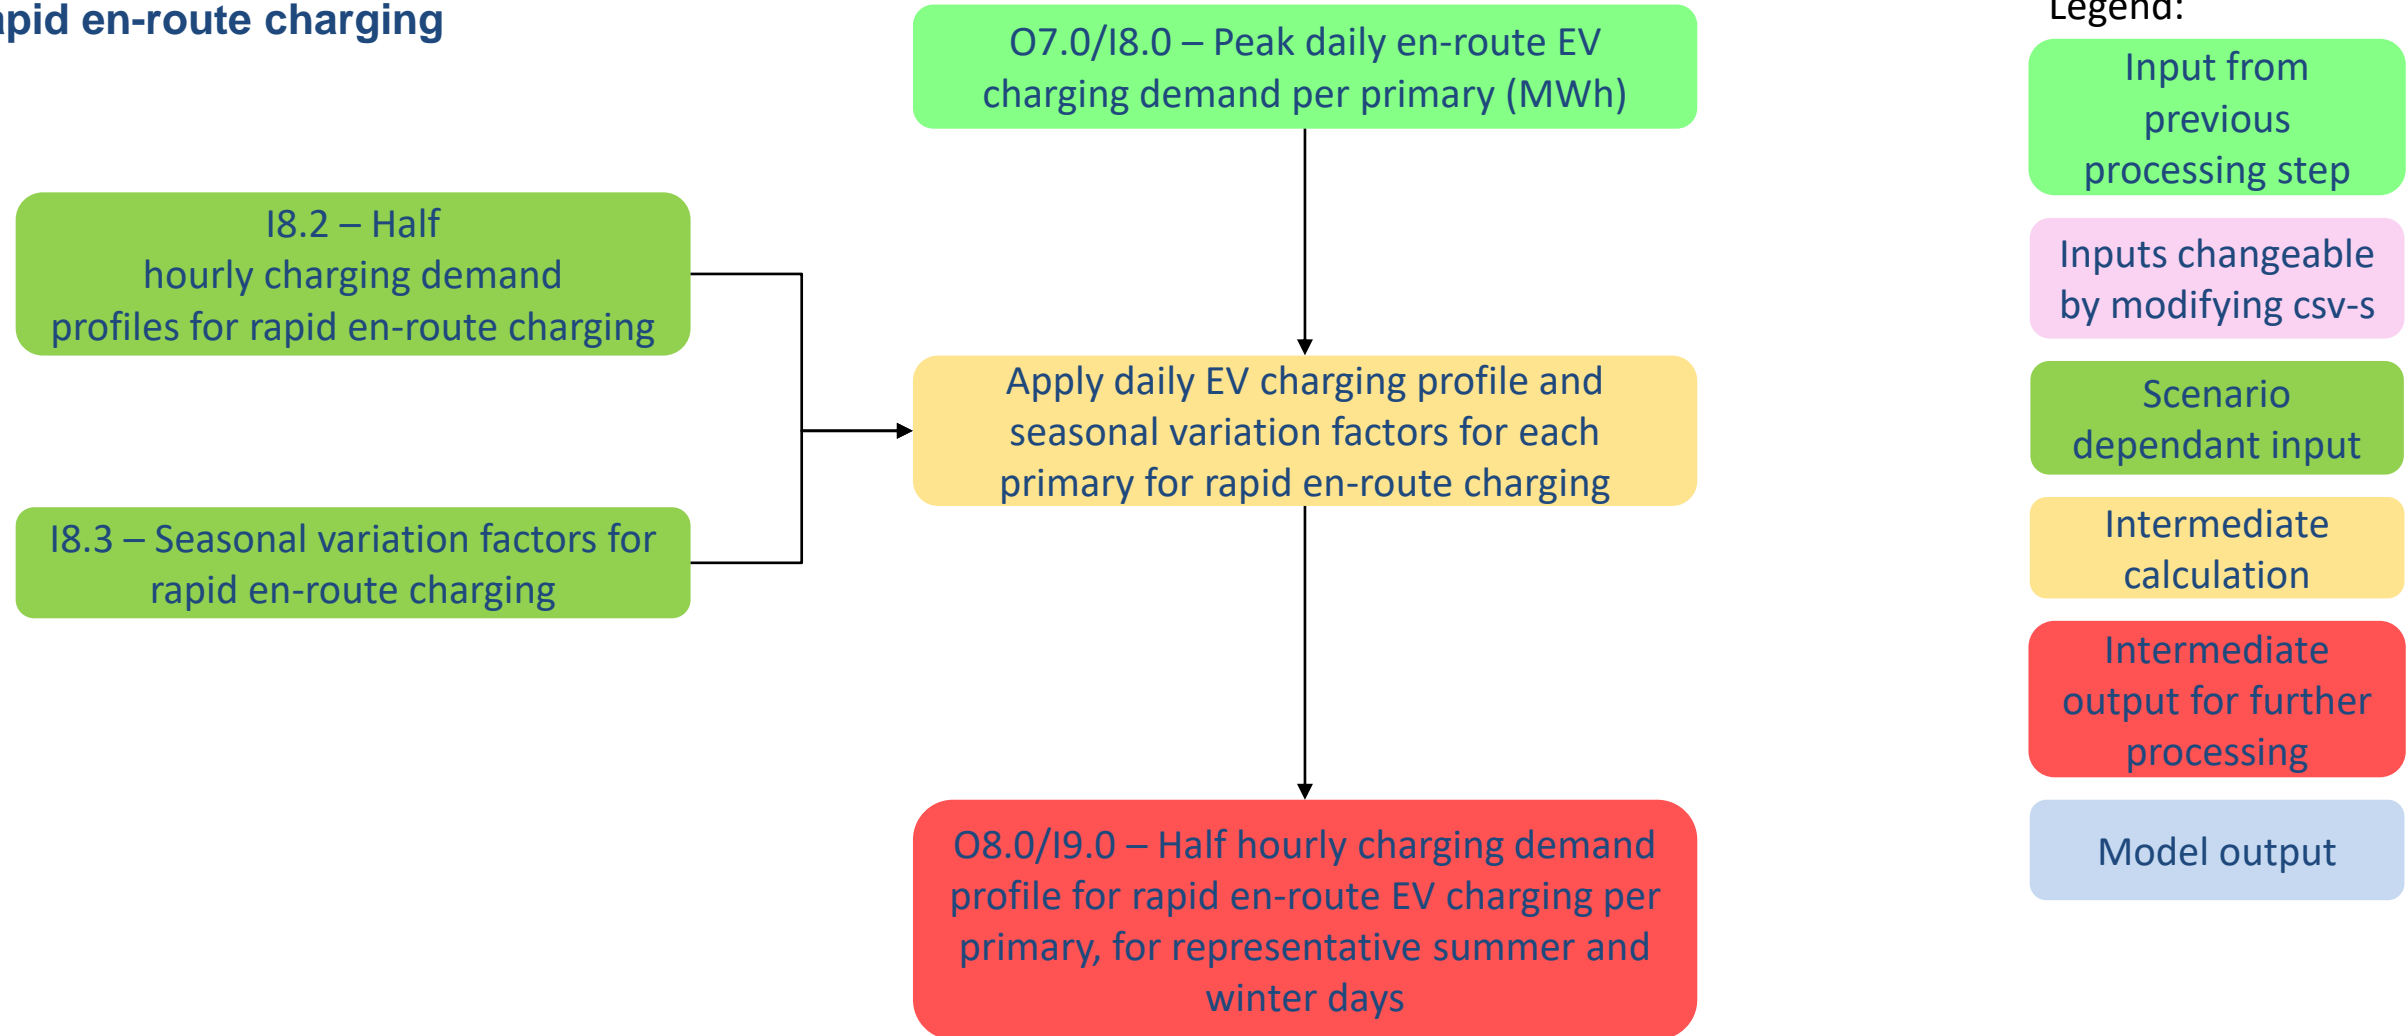 apid en-route charging
O7.0/I8.0 – Peak daily en-route EV
charging demand per primary (MWh)
I8.2 – Half
hourly charging demand
profiles for rapid en-route charging
I8.3 – Seasonal variation factors for
rapid en-route charging
Apply daily EV charging profile and
seasonal variation factors for each
primary for rapid en-route charging
O8.0/I9.0 – Half hourly charging demand
profile for rapid en-route EV charging per
primary, for representative summer and
winter days
Legend:
Input from
previous
processing step
Inputs changeable
by modifying csv-s
Scenario
dependant input
Intermediate
calculation
Intermediate
output for further
processing
Model output